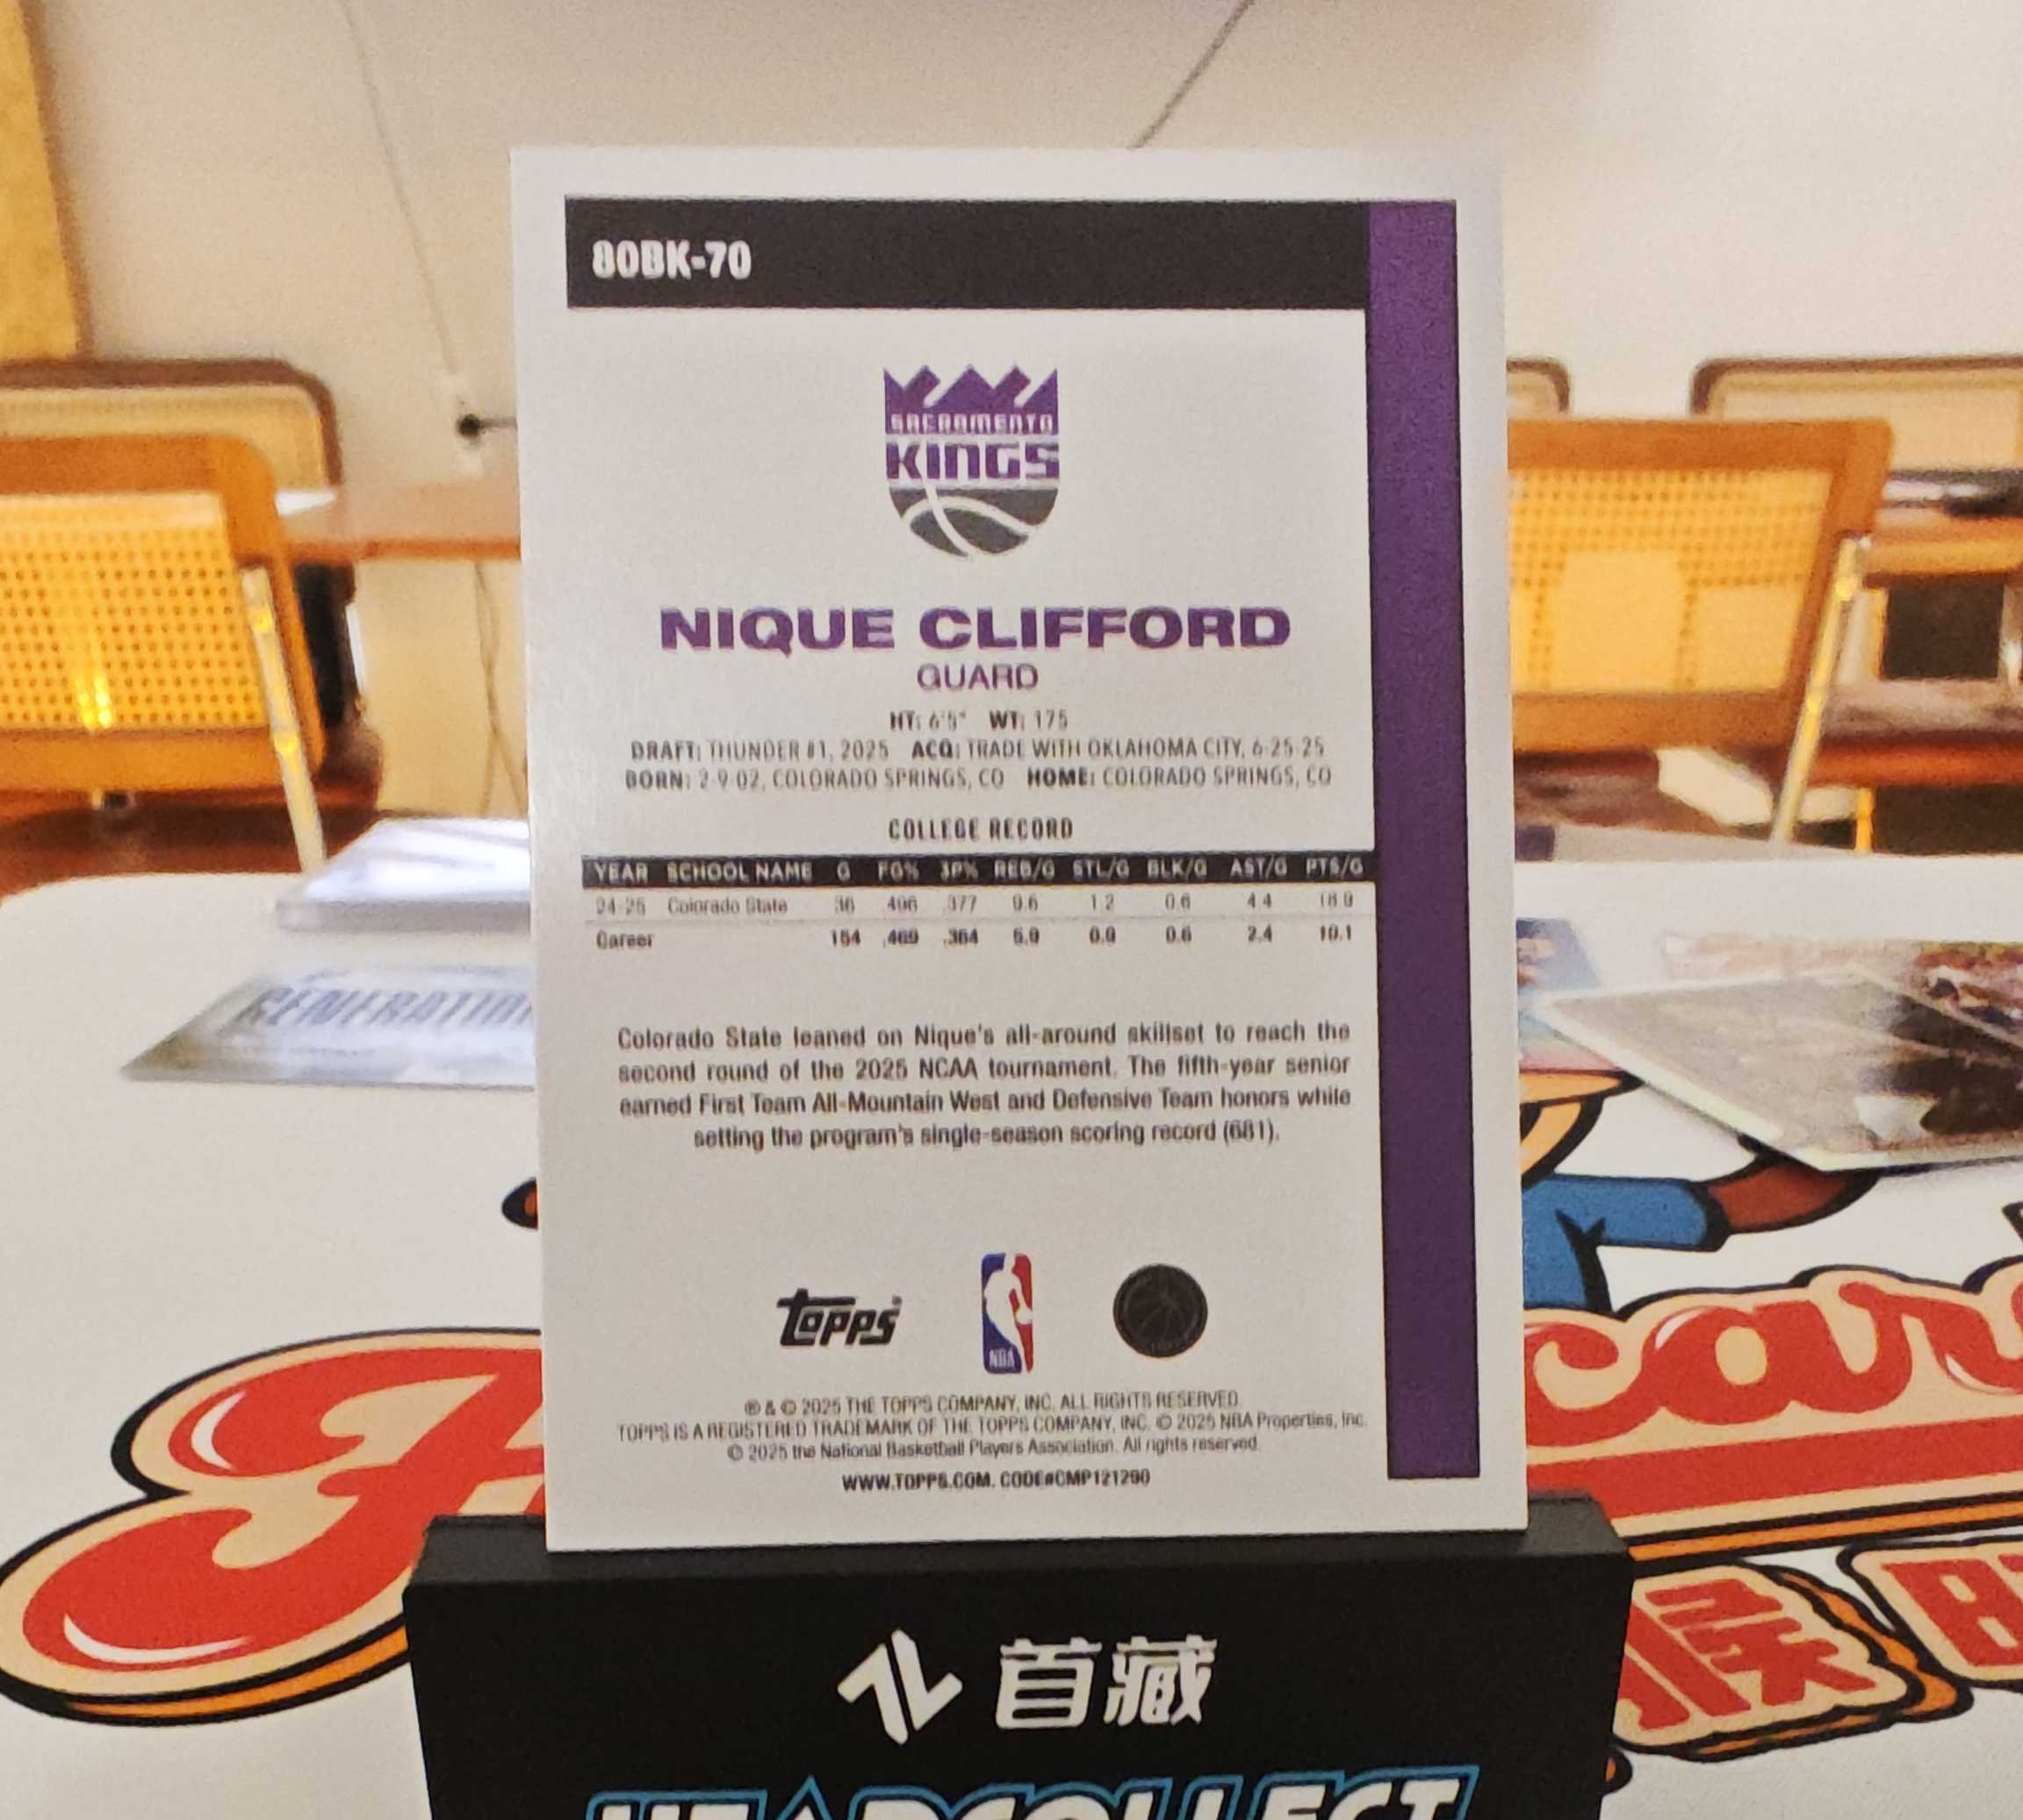 80BK-70
SACRAMENTO
KINGS
NIQUE CLIFFORD
GUARD
HT: 6'5" WT: 175
DRAFT: THUNDER #1, 2025 ACQ: TRADE WITH OKLAHOMA CITY, 6-25-25
BORN: 2-9-02, COLORADO SPRINGS, CO HOME: COLORADO SPRINGS, CO
COLLEGE RECORD
YEAR SCHOOL NAME G FG% 3P% REB/G STL/G BLK/G AST/G PTS/G
24-25 Colorado State 36 .496 .377 9.6 1.2 0.6 4.4 18.9
Career 154 .469 .364 5.9 0.9 0.6 2.4 10.1
Colorado State leaned on Nique's all-around skillset to reach the
second round of the 2025 NCAA tournament. The fifth-year senior
earned First Team All-Mountain West and Defensive Team honors while
setting the program's single-season scoring record (681).
Topps
NBA
® & © 2025 THE TOPPS COMPANY, INC. ALL RIGHTS RESERVED.
TOPPS IS A REGISTERED TRADEMARK OF THE TOPPS COMPANY, INC. © 2025 NBA Properties, Inc.
© 2025 the National Basketball Players Association. All rights reserved.
WWW.TOPPS.COM. CODE#CMP121290
GENERATION
首藏
HEADCOLLECT